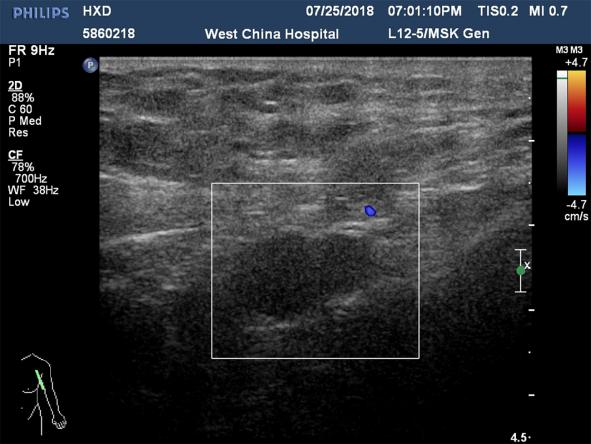 PHILIPS HXD 07/25/2018 07:01:10PM TIS0.2 MI 0.7
5860218 West China Hospital L12-5/MSK Gen
FR 9Hz
P1
2D
88%
C 60
P Med
Res
CF
78%
700Hz
WF 38Hz
Low
P
M3 M3
+4.7
-4.7
cm/s
x
4.5